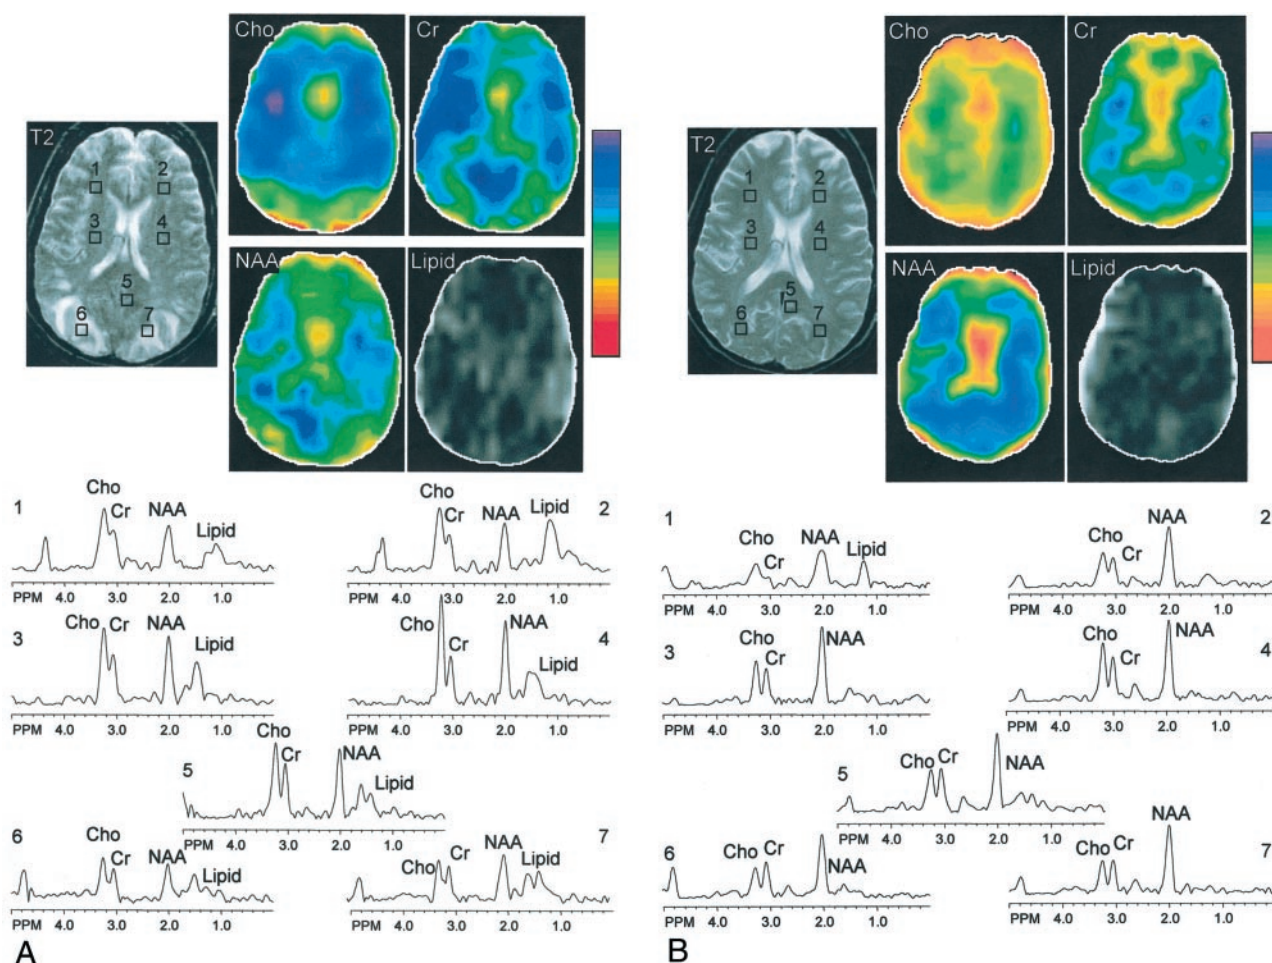 Cho Cr
T2
1 2
3 4
5
6 7
NAA Lipid
1 Cho Cr NAA Lipid
PPM 4.0 3.0 2.0 1.0
Cho Cr NAA Lipid 2
PPM 4.0 3.0 2.0 1.0
3 Cho Cr NAA Lipid
PPM 4.0 3.0 2.0 1.0
Cho Cr NAA Lipid 4
PPM 4.0 3.0 2.0 1.0
5 Cho Cr NAA Lipid
PPM 4.0 3.0 2.0 1.0
6 Cho Cr NAA Lipid
PPM 4.0 3.0 2.0 1.0
Cho Cr NAA Lipid 7
PPM 4.0 3.0 2.0 1.0
A
Cho Cr
T2
1 2
3 4
5
6 7
NAA Lipid
1 Cho Cr NAA Lipid
PPM 4.0 3.0 2.0 1.0
Cho Cr NAA 2
PPM 4.0 3.0 2.0 1.0
3 Cho Cr NAA
PPM 4.0 3.0 2.0 1.0
Cho Cr NAA 4
PPM 4.0 3.0 2.0 1.0
5 Cho Cr NAA
PPM 4.0 3.0 2.0 1.0
6 Cho Cr NAA
PPM 4.0 3.0 2.0 1.0
Cho Cr NAA 7
PPM 4.0 3.0 2.0 1.0
B